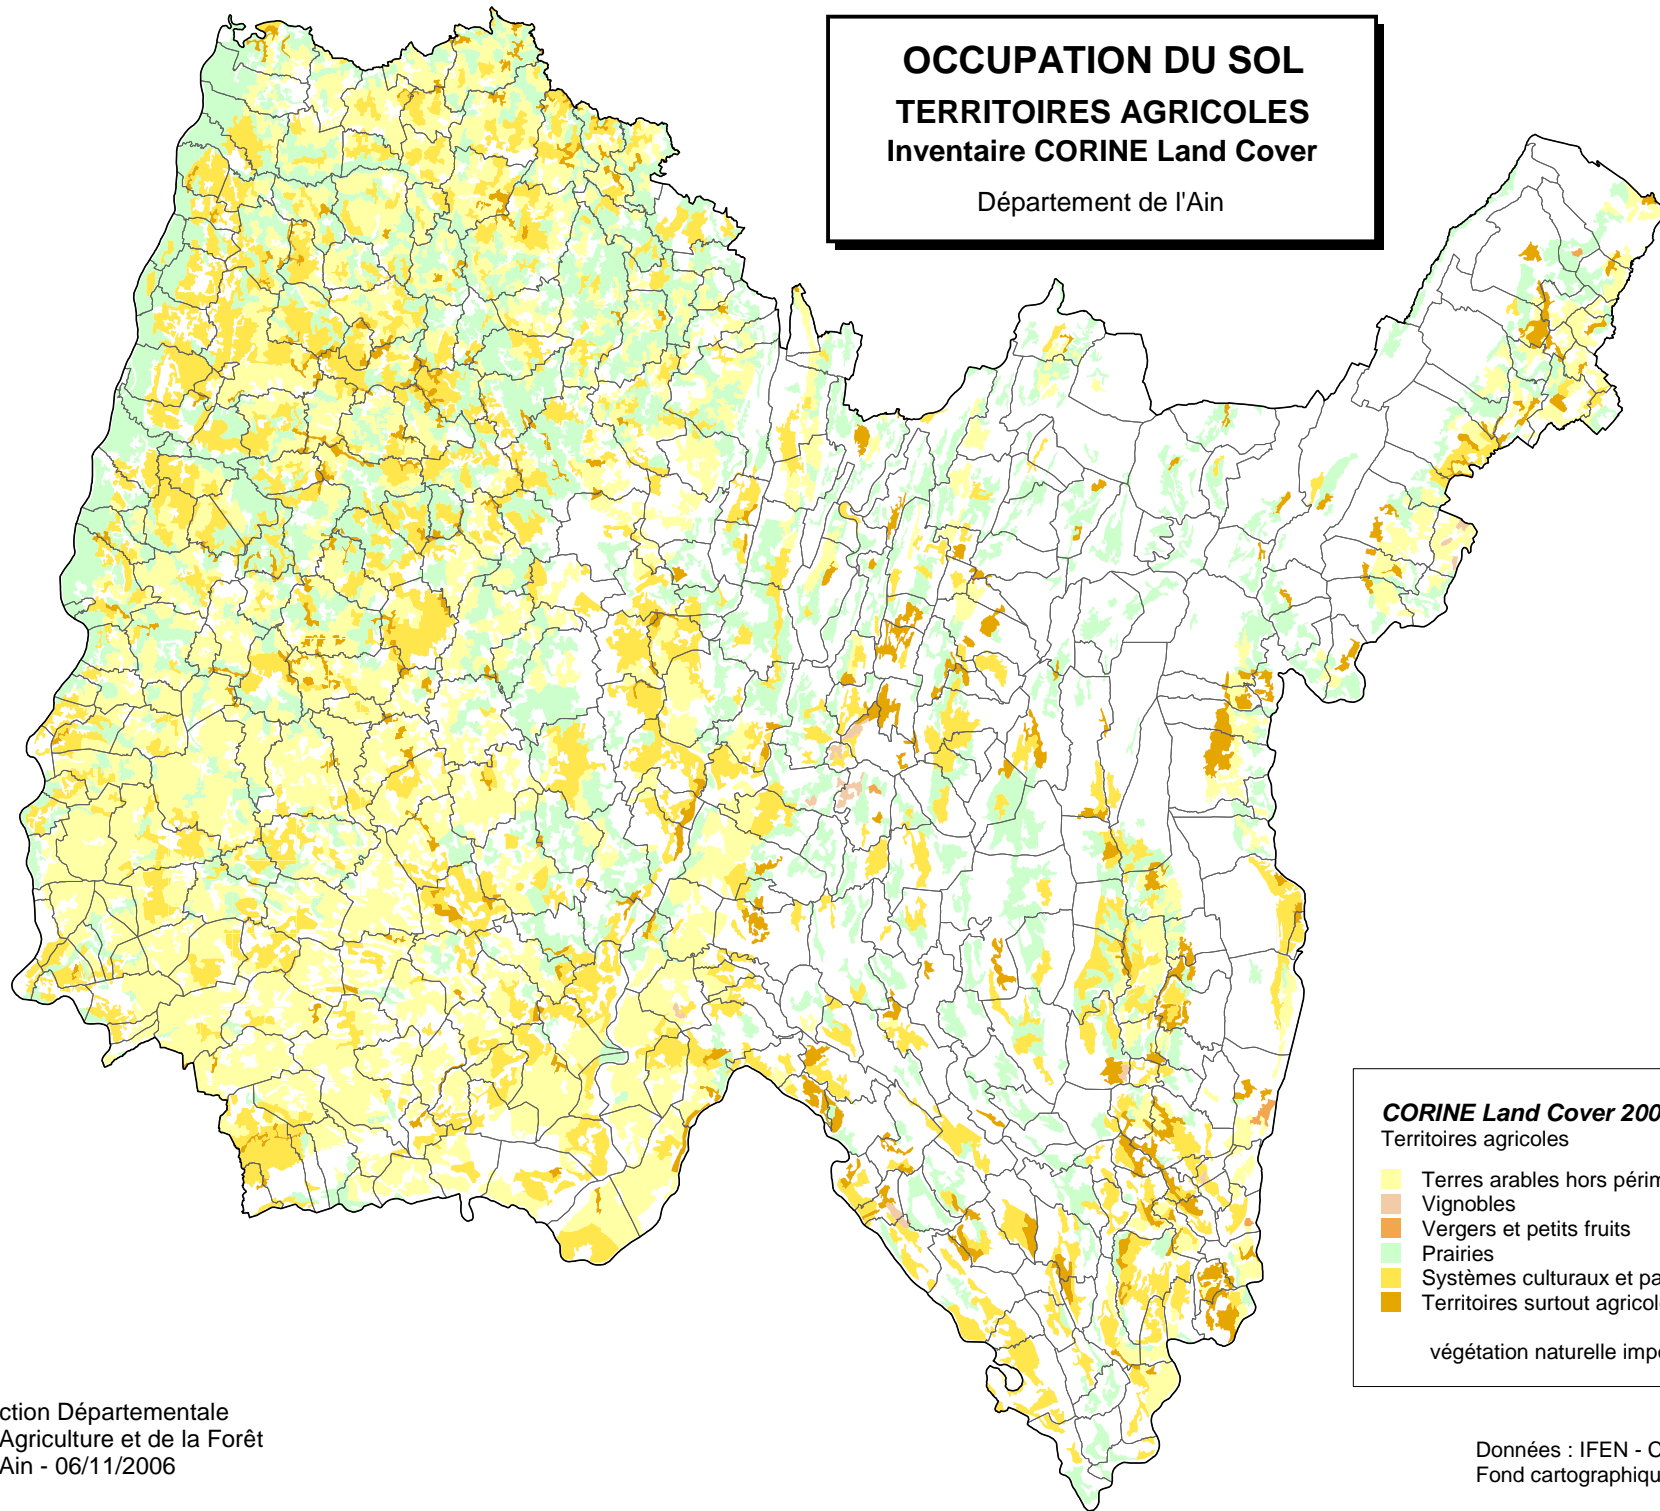 OCCUPATION DU SOL
TERRITOIRES AGRICOLES
Inventaire CORINE Land Cover
Département de l'Ain
CORINE Land Cover 200
Territoires agricoles
Terres arables hors périm
Vignobles
Vergers et petits fruits
Prairies
Systèmes culturaux et pa
Territoires surtout agricol
végétation naturelle imp
ction Départementale
Agriculture et de la Forêt
Ain - 06/11/2006
Données : IFEN - C
Fond cartographiqu